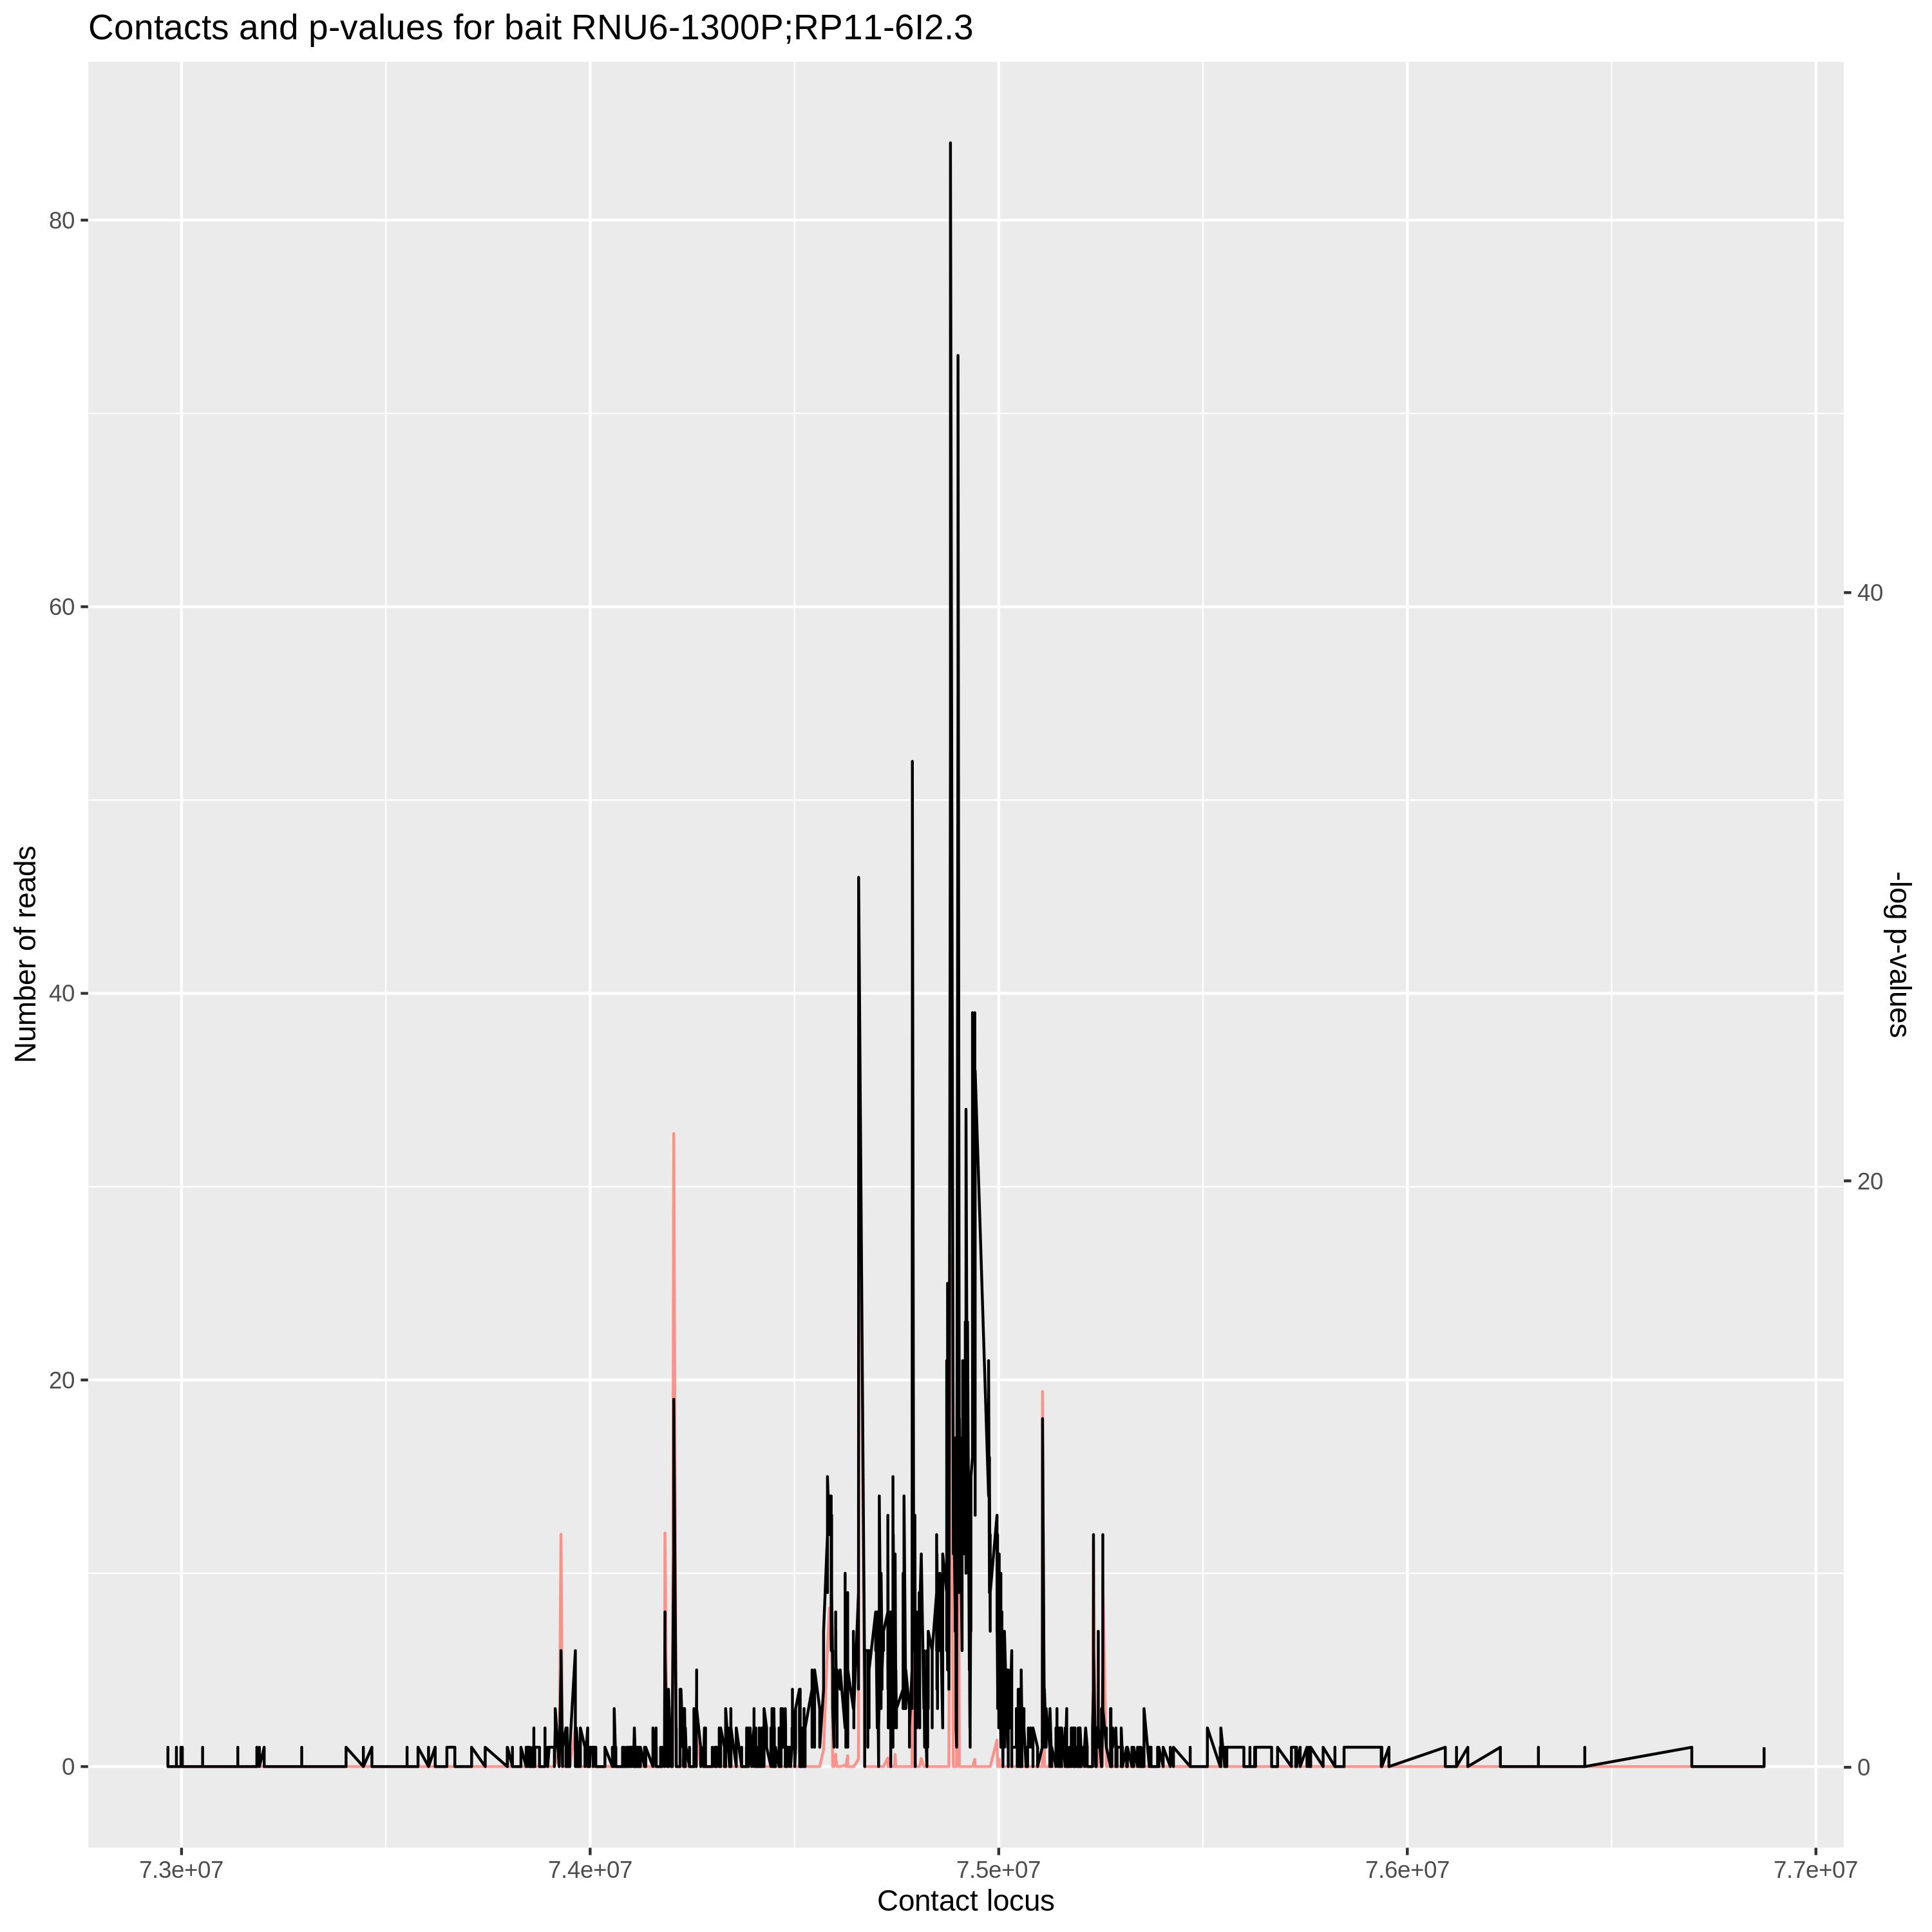 Contacts and p-values for bait RNU6-1300P;RP11-6I2.3
80
60
40
20
0
Number of reads
40
20
0
-log p-values
7.3e+07 7.4e+07 7.5e+07 7.6e+07 7.7e+07
Contact locus